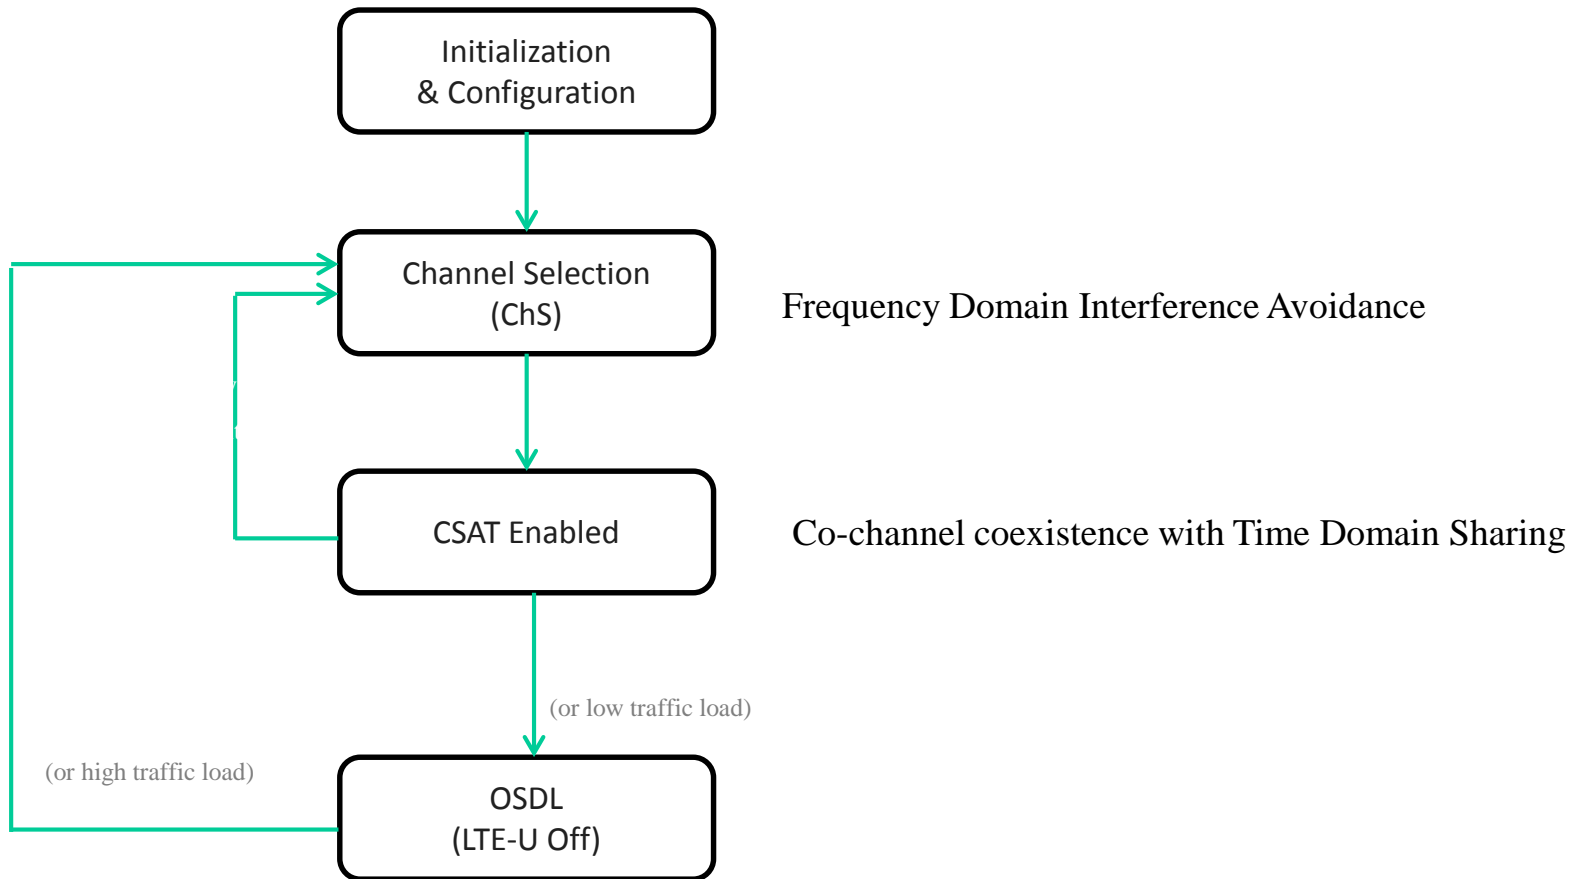 Initialization
& Configuration
Channel Selection
(ChS)
Frequency Domain Interference Avoidance
CSAT Enabled
Co-channel coexistence with Time Domain Sharing
(or low traffic load)
(or high traffic load)
OSDL
(LTE-U Off)